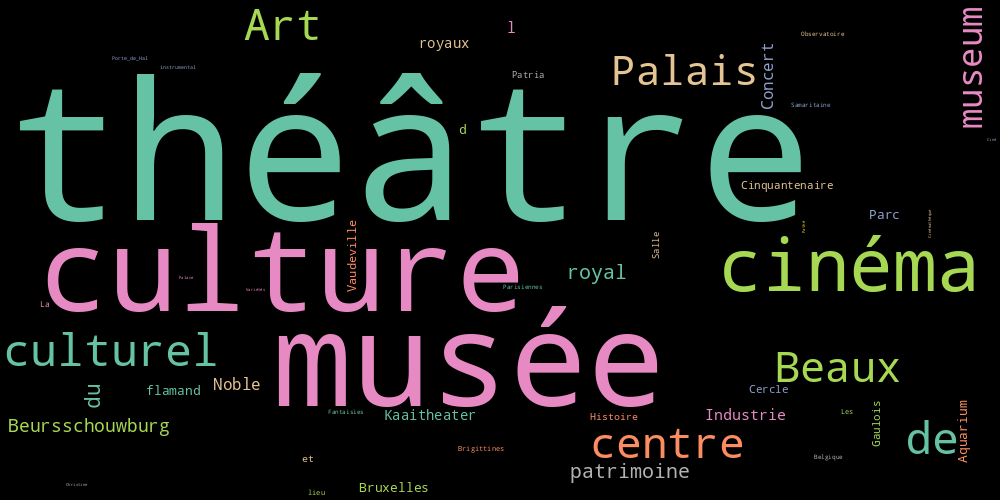 Art
l
royaux
museum
Observatoire
Porte_de_Hal
instrumental
Patria
Palais
Concert
Samaritaine
théâtre
d
Cinquantenaire
Parc
culture
Vaudeville
Salle
cinéma
royal
Palace
Variétés
Parisiennes
La
musée
culturel
Beaux
du
flamand
Noble
Cercle
Fantaisies
Kaaitheater
Histoire
Industrie
Les
Gaulois
Aquarium
Beursschouwburg
centre
de
Brigittines
et
patrimoine
Belgique
Christine
lieu
Bruxelles